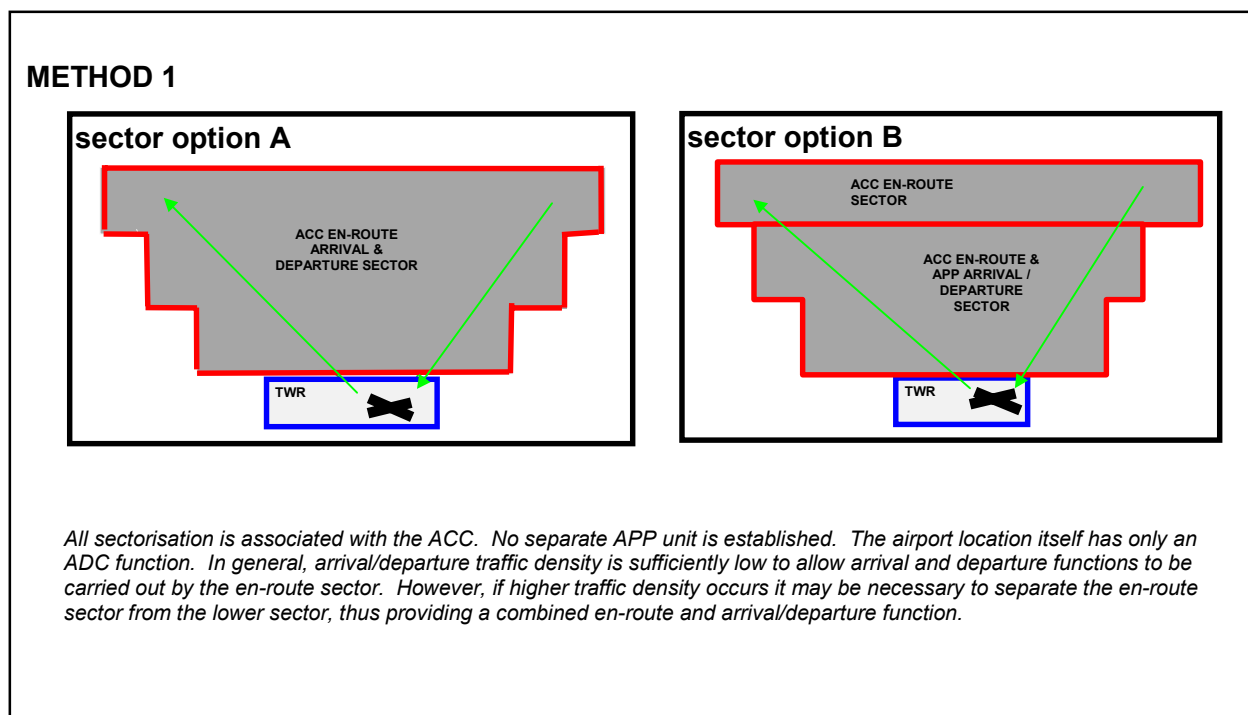 METHOD 1
sector option A
ACC EN-ROUTE
ARRIVAL &
DEPARTURE SECTOR
TWR
sector option B
ACC EN-ROUTE
SECTOR
ACC EN-ROUTE &
APP ARRIVAL /
DEPARTURE
SECTOR
TWR
All sectorisation is associated with the ACC.  No separate APP unit is established.  The airport location itself has only an
ADC function.  In general, arrival/departure traffic density is sufficiently low to allow arrival and departure functions to be
carried out by the en-route sector.  However, if higher traffic density occurs it may be necessary to separate the en-route
sector from the lower sector, thus providing a combined en-route and arrival/departure function.